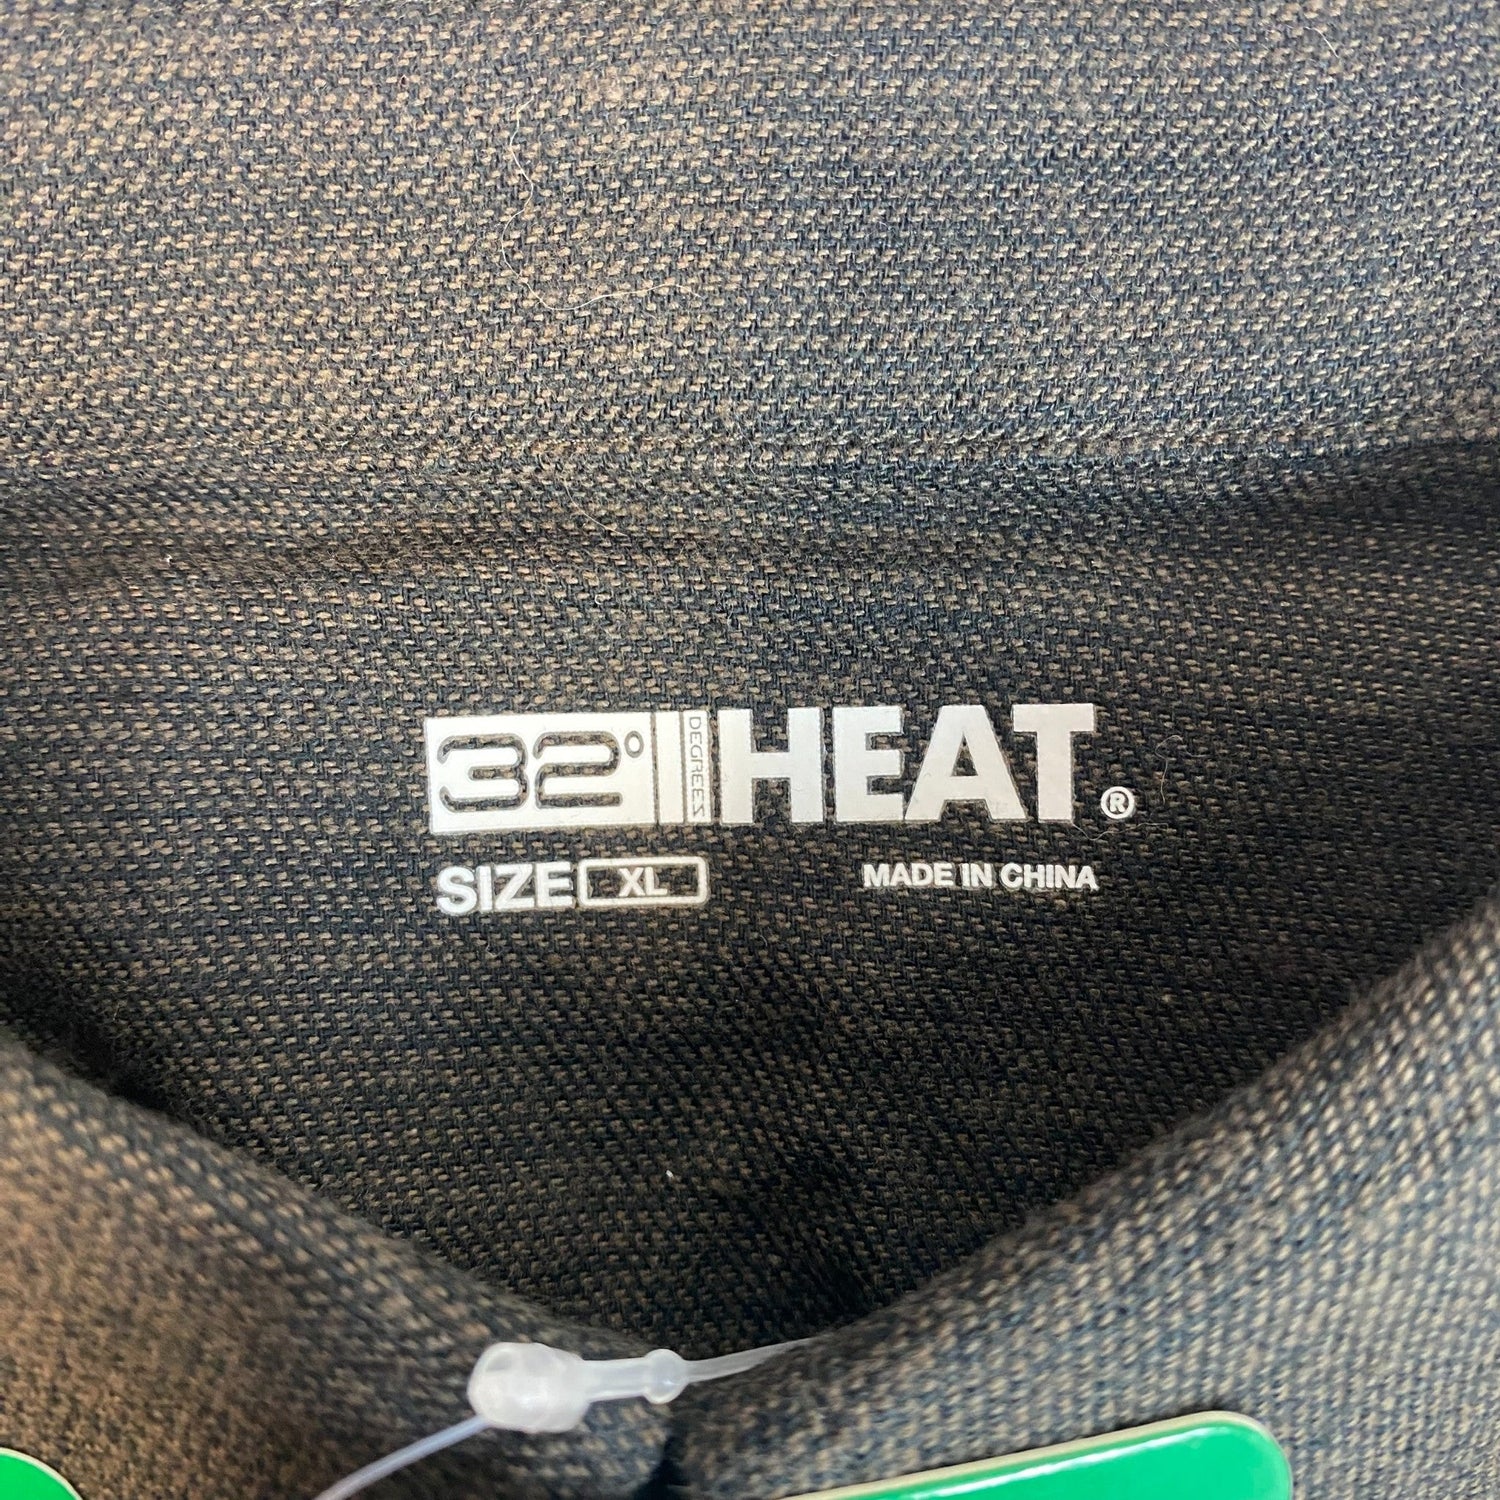 32° DEGREES HEAT®
SIZE XL MADE IN CHINA